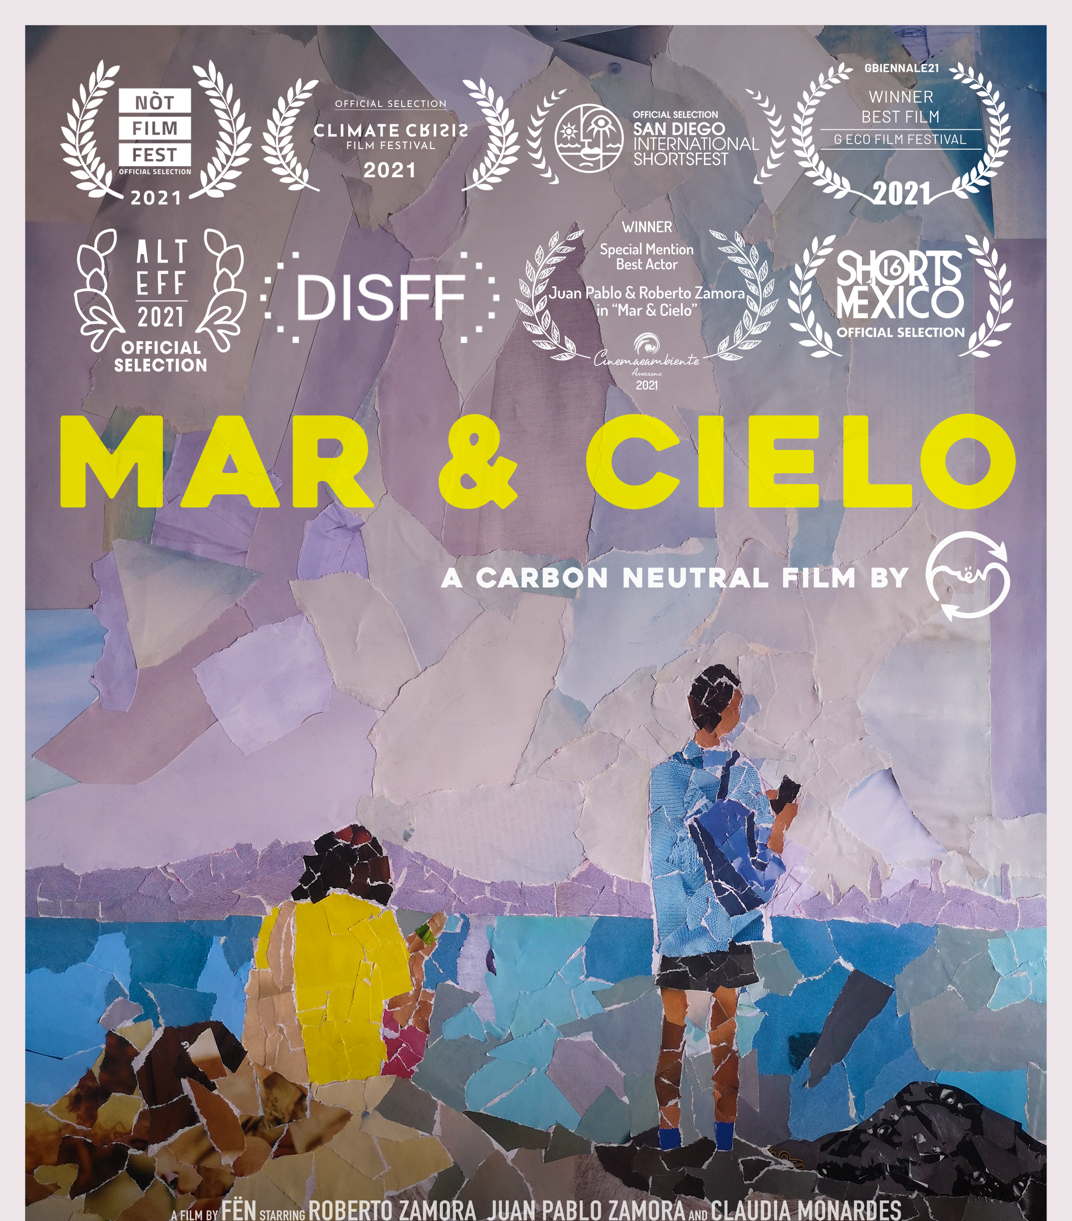 NÒT
FILM
FEST
OFFICIAL SELECTION
2021
OFFICIAL SELECTION
CLIMATE CRISIS
FILM FESTIVAL
2021
OFFICIAL SELECTION
SAN DIEGO
INTERNATIONAL
SHORTSFEST
GBIENNALE21
WINNER
BEST FILM
G ECO FILM FESTIVAL
2021
ALT
EFF
2021
OFFICIAL
SELECTION
DISFF
WINNER
Special Mention
Best Actor
Juan Pablo & Roberto Zamora
in “Mar & Cielo”
Cinemaeambiente
Avezzano
2021
SHORTS
16
MEXICO
OFFICIAL SELECTION
MAR & CIELO
A CARBON NEUTRAL FILM BY fën
A FILM BY FËN STARRING ROBERTO ZAMORA JUAN PABLO ZAMORA AND CLAUDIA MONARDES